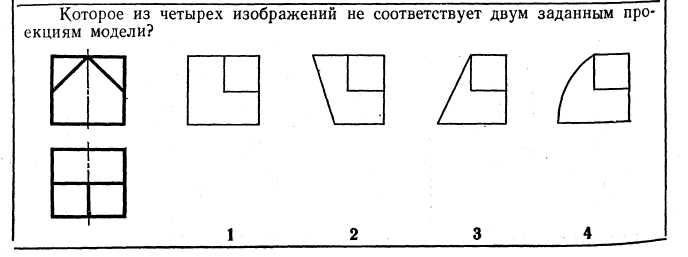 Которое из четырех изображений не соответствует двум заданным про-
екциям модели?
1 2 3 4